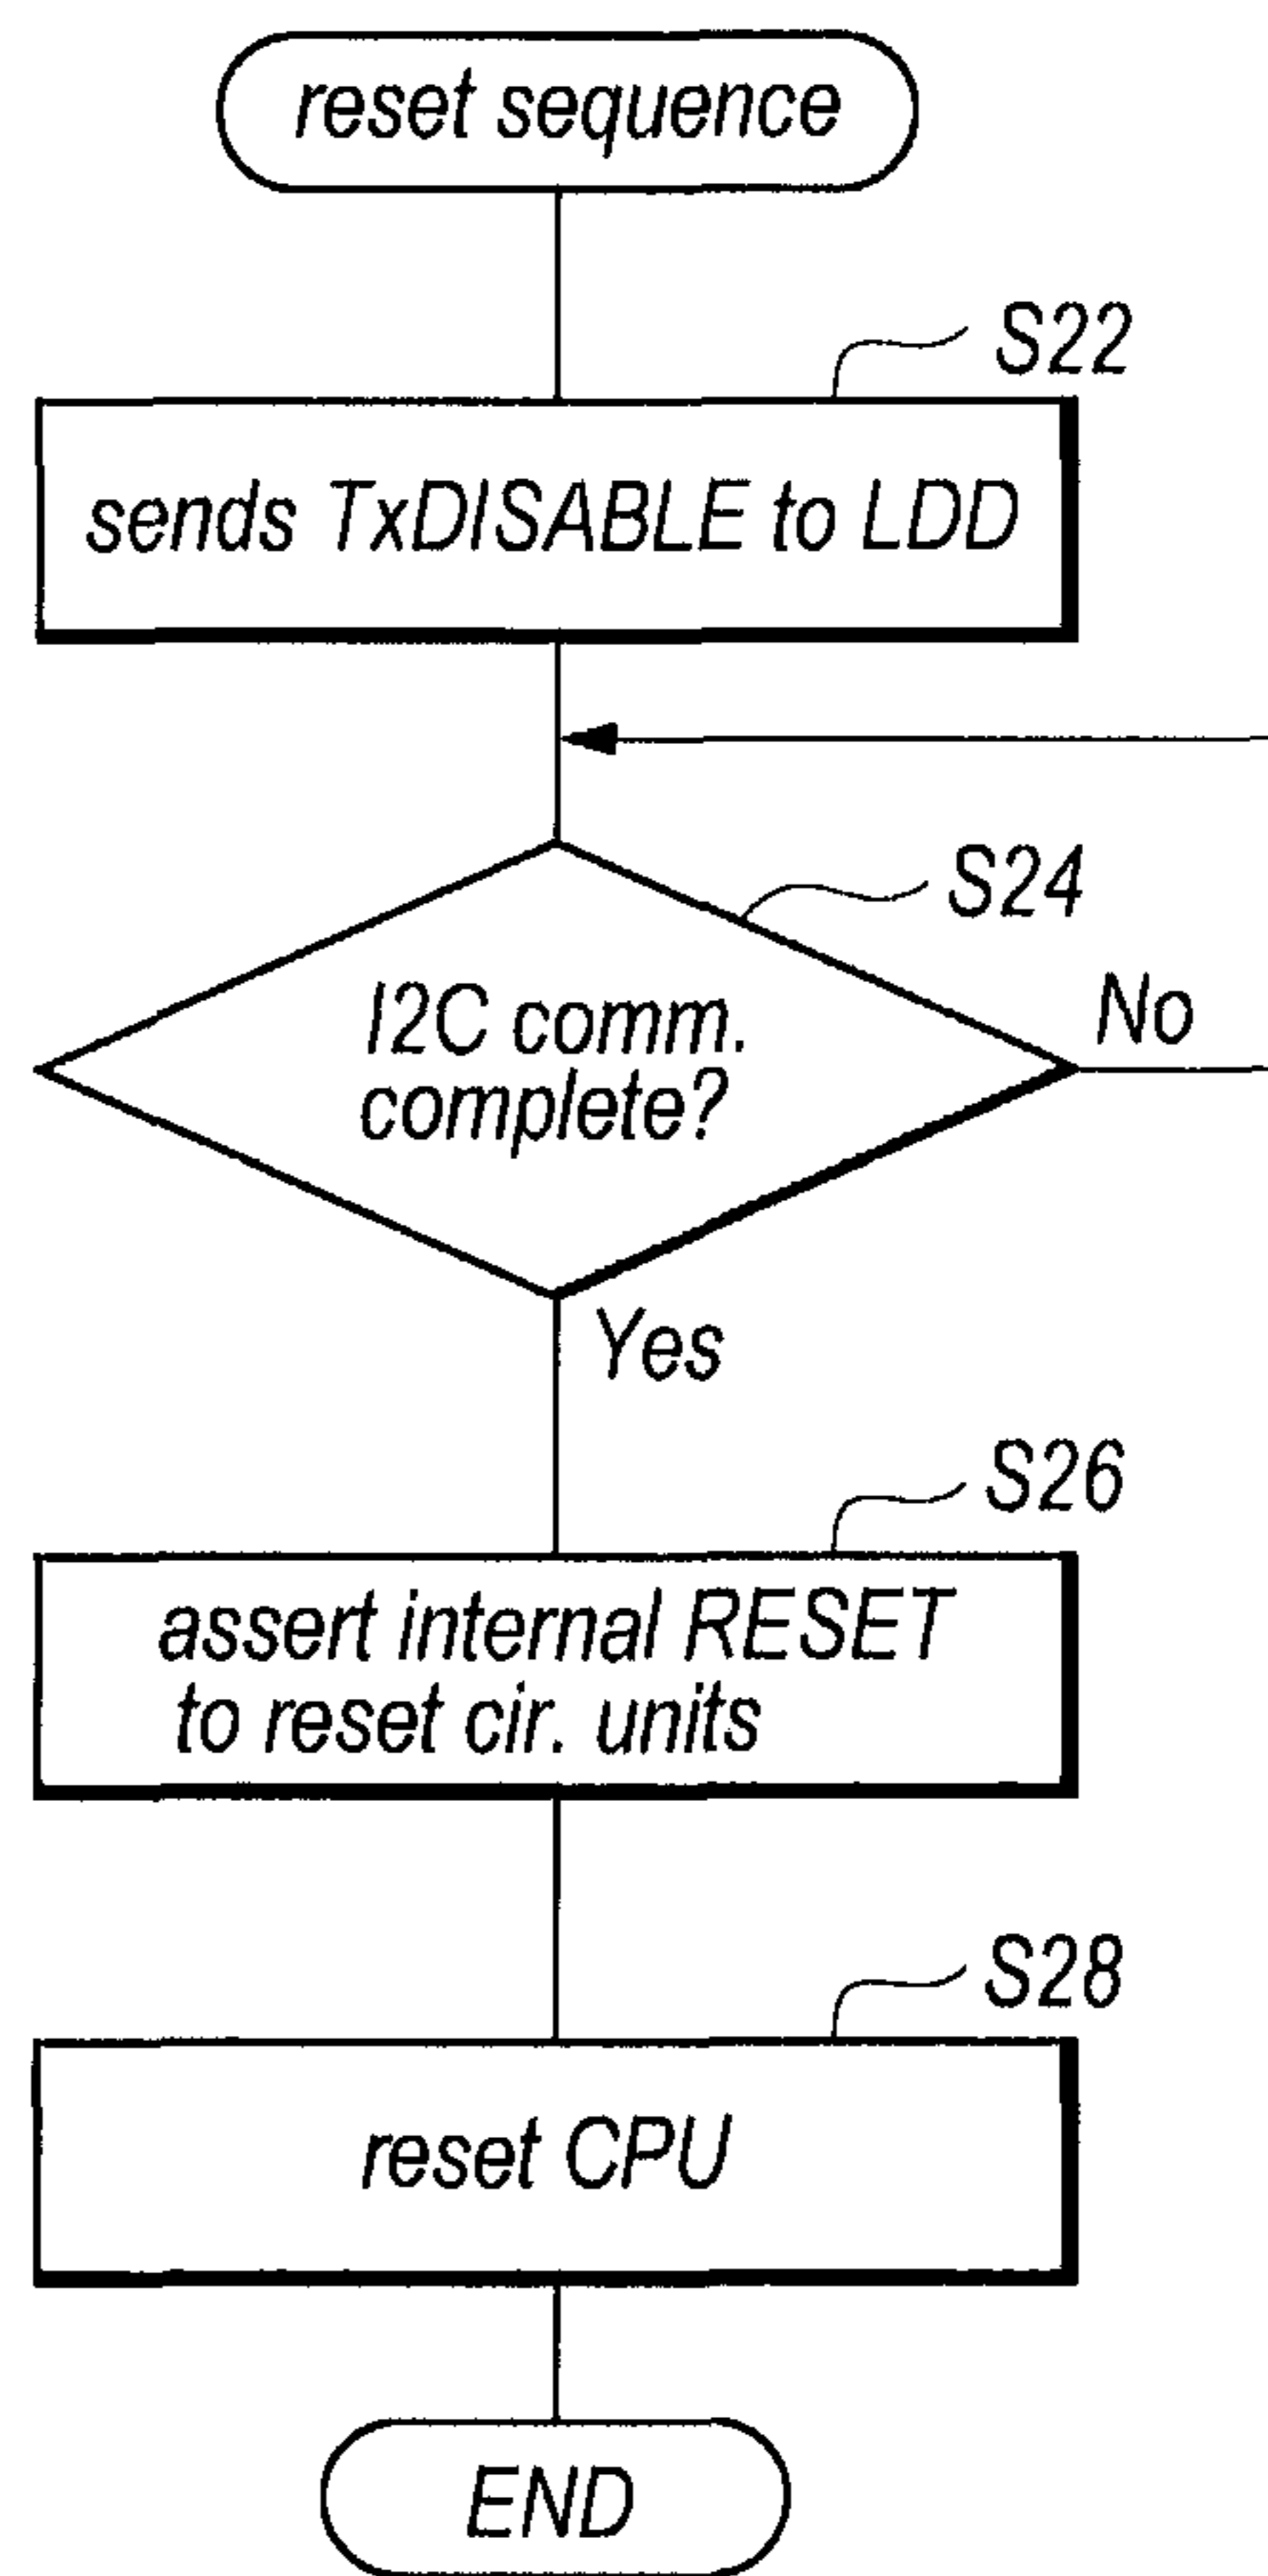 reset sequence
S22
sends TxDISABLE to LDD
S24
I2C comm.
complete?
No
Yes
S26
assert internal RESET
to reset cir. units
S28
reset CPU
END